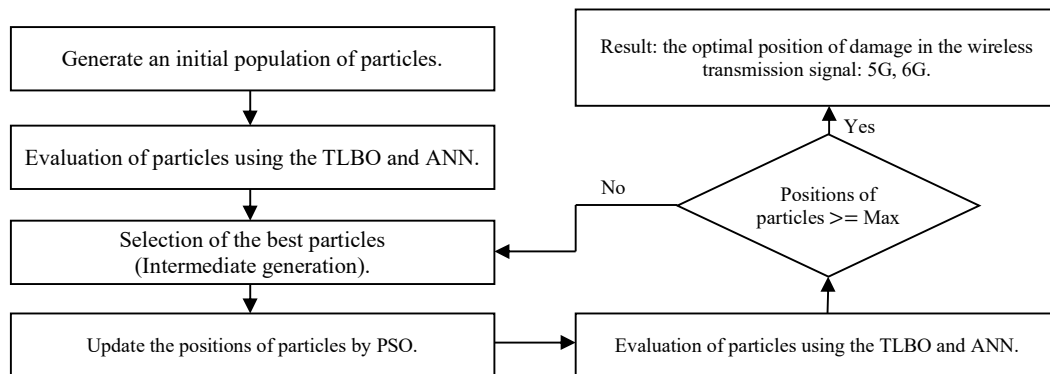 Generate an initial population of particles.
Evaluation of particles using the TLBO and ANN.
Selection of the best particles
(Intermediate generation).
Update the positions of particles by PSO.
Evaluation of particles using the TLBO and ANN.
Positions of
particles >= Max
No
Yes
Result: the optimal position of damage in the wireless
transmission signal: 5G, 6G.